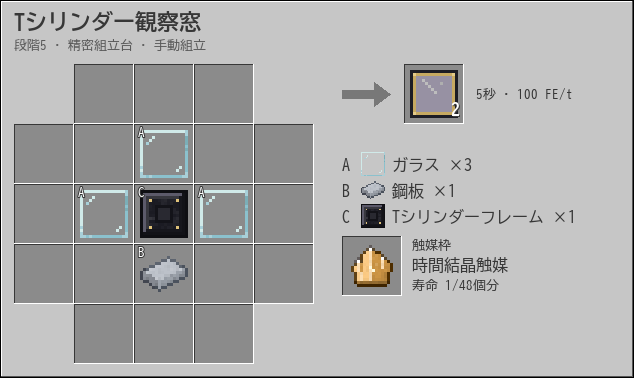 Tシリンダー観察窓
段階5 · 精密組立台 · 手動組立
A
A
C
A
B
2
5秒 · 100 FE/t
A ガラス ×3
B 鋼板 ×1
C Tシリンダーフレーム ×1
触媒枠
時間結晶触媒
寿命 1/48個分